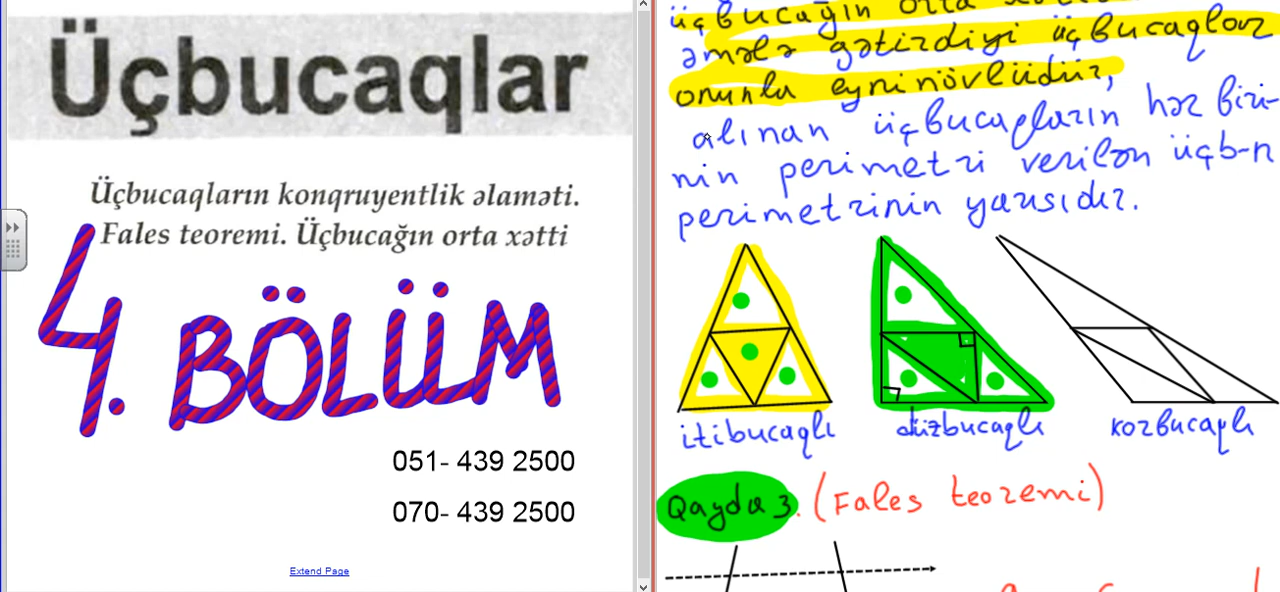 Üçbucaqlar
Üçbucaqların konqruyentlik əlaməti.
Fales teoremi. Üçbucağın orta xətti
4. BÖLÜM
051- 439 2500
070- 439 2500
Extend Page
üçbucağın orta
əmələ gətirdiyi üçbucaqlar
onunla eyninövlüdür,
alınan üçbucaqların hər biri-
nin perimetri verilən üçb-n
perimetrinin yarısıdır.
itibucaqlı
düzbucaqlı
korbucaqlı
Qayda 3. (Fales teoremi)